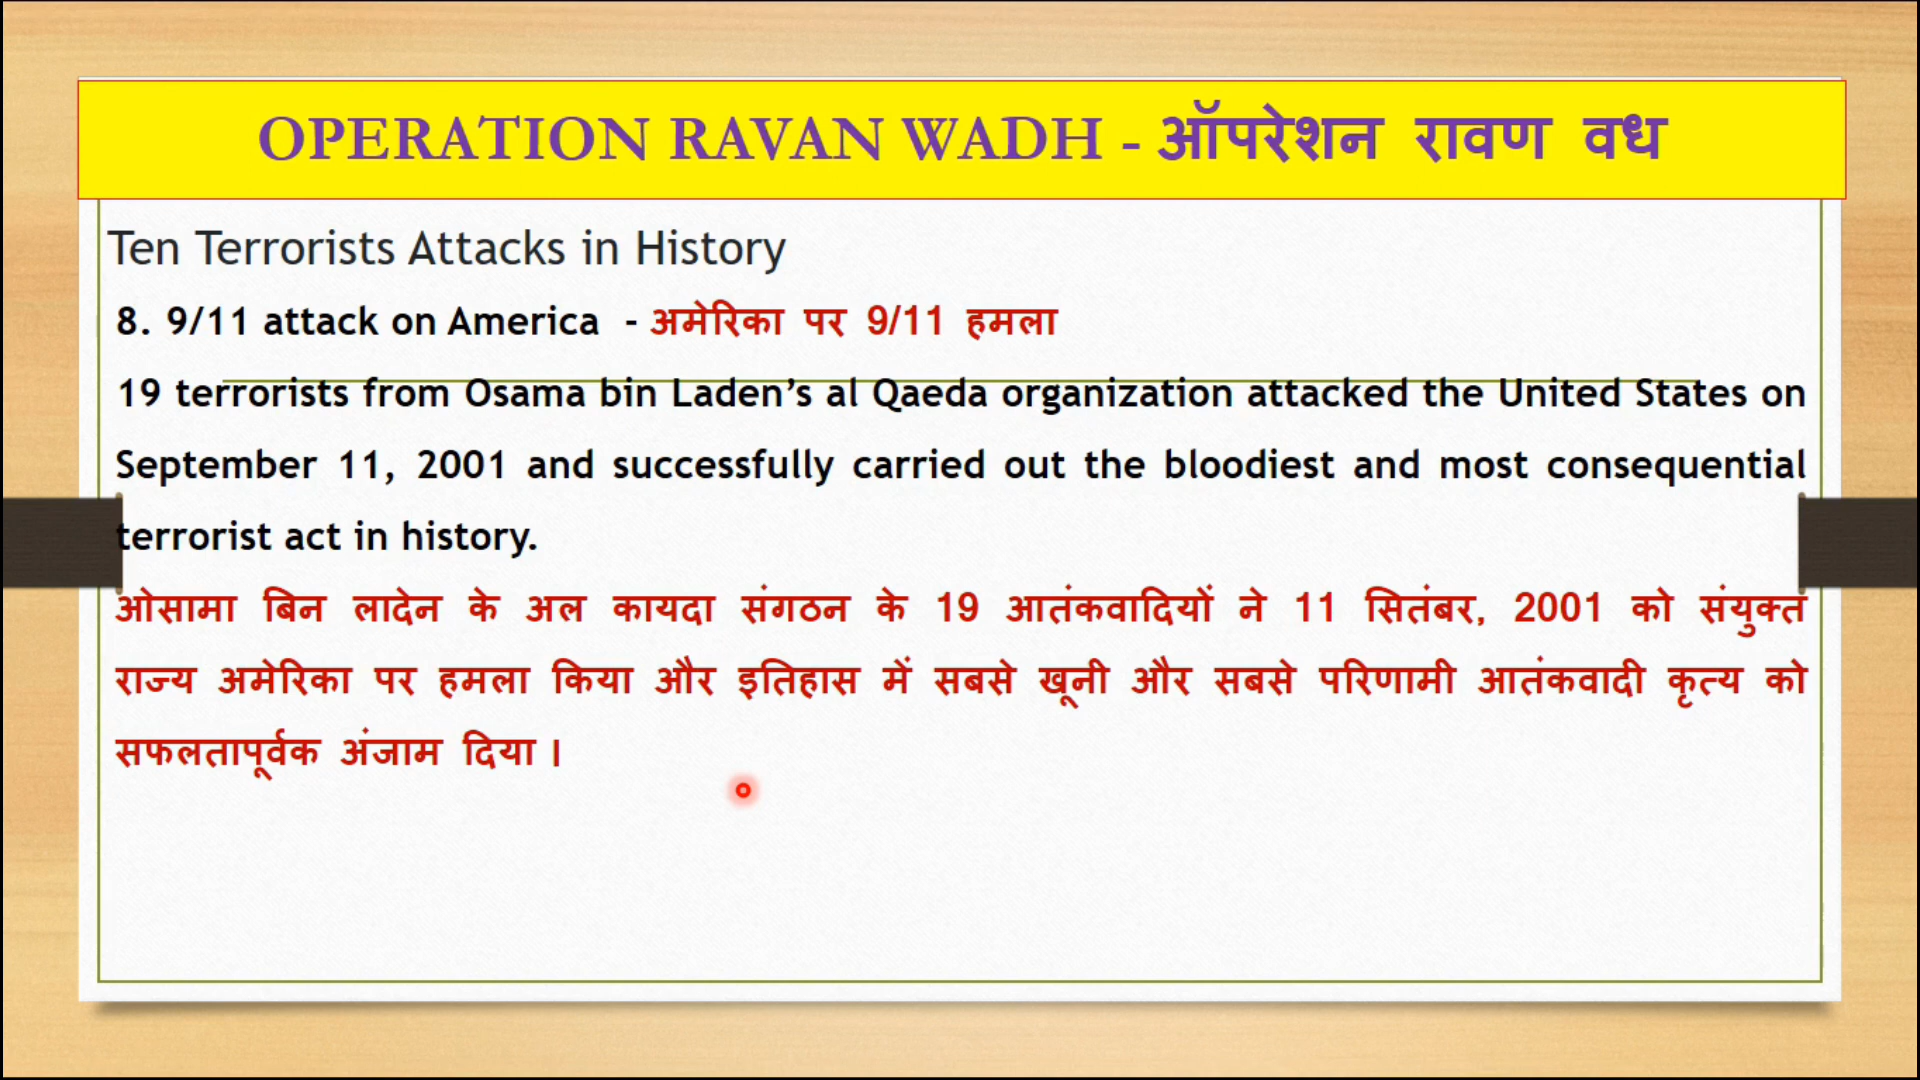 OPERATION RAVAN WADH - ऑपरेशन रावण वध
Ten Terrorists Attacks in History
8. 9/11 attack on America - अमेरिका पर 9/11 हमला
19 terrorists from Osama bin Laden’s al Qaeda organization attacked the United States on
September 11, 2001 and successfully carried out the bloodiest and most consequential
terrorist act in history.
ओसामा बिन लादेन के अल कायदा संगठन के 19 आतंकवादियों ने 11 सितंबर, 2001 को संयुक्त
राज्य अमेरिका पर हमला किया और इतिहास में सबसे खूनी और सबसे परिणामी आतंकवादी कृत्य को
सफलतापूर्वक अंजाम दिया ।